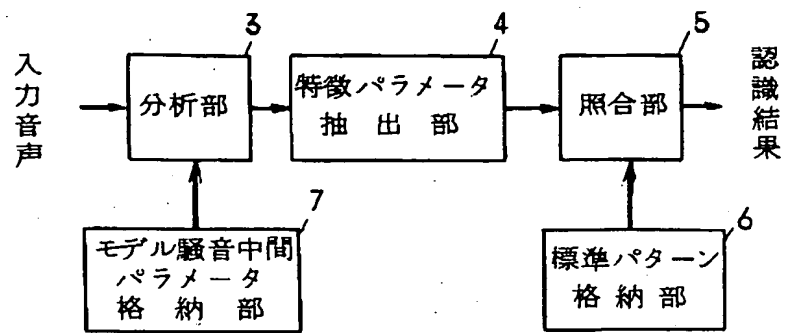 入力音声
3
分析部
4
特徴パラメータ
抽出部
5
照合部
認識結果
7
モデル騒音中間
パラメータ
格納部
6
標準パターン
格納部